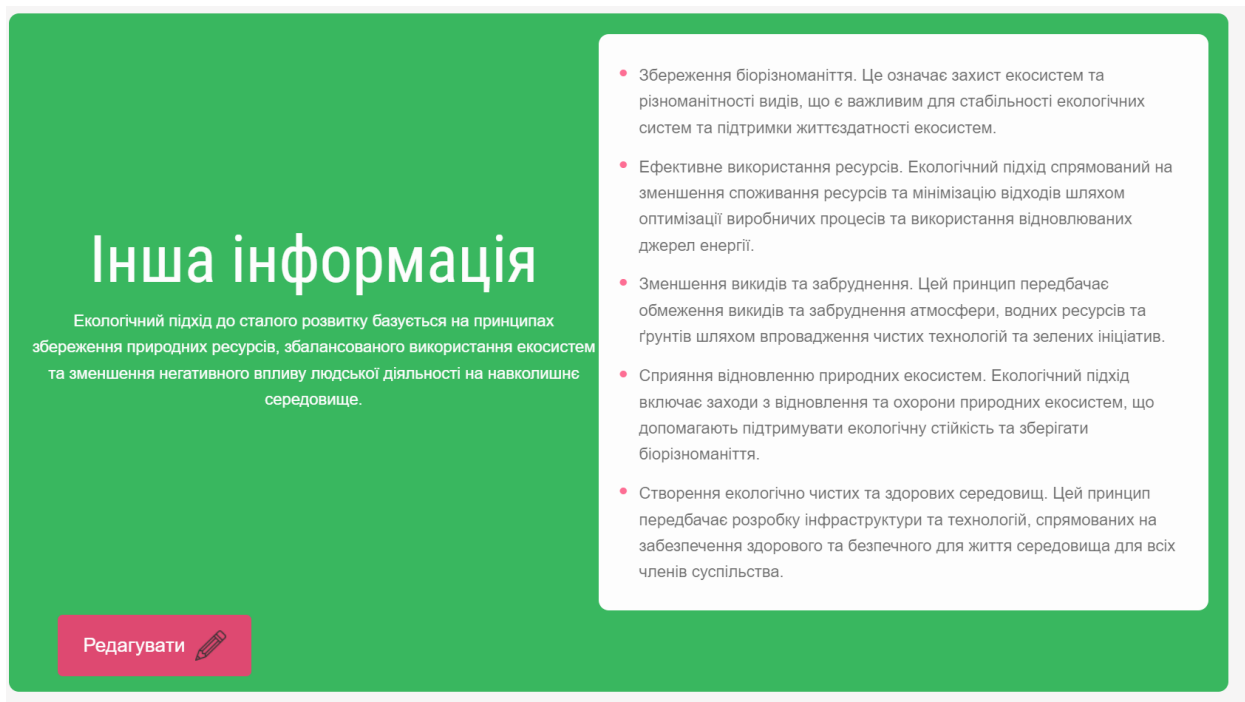 Інша інформація
Екологічний підхід до сталого розвитку базується на принципах
збереження природних ресурсів, збалансованого використання екосистем
та зменшення негативного впливу людської діяльності на навколишнє
середовище.
Збереження біорізноманіття. Це означає захист екосистем та
різноманітності видів, що є важливим для стабільності екологічних
систем та підтримки життєздатності екосистем.
Ефективне використання ресурсів. Екологічний підхід спрямований на
зменшення споживання ресурсів та мінімізацію відходів шляхом
оптимізації виробничих процесів та використання відновлюваних
джерел енергії.
Зменшення викидів та забруднення. Цей принцип передбачає
обмеження викидів та забруднення атмосфери, водних ресурсів та
ґрунтів шляхом впровадження чистих технологій та зелених ініціатив.
Сприяння відновленню природних екосистем. Екологічний підхід
включає заходи з відновлення та охорони природних екосистем, що
допомагають підтримувати екологічну стійкість та зберігати
біорізноманіття.
Створення екологічно чистих та здорових середовищ. Цей принцип
передбачає розробку інфраструктури та технологій, спрямованих на
забезпечення здорового та безпечного для життя середовища для всіх
членів суспільства.
Редагувати